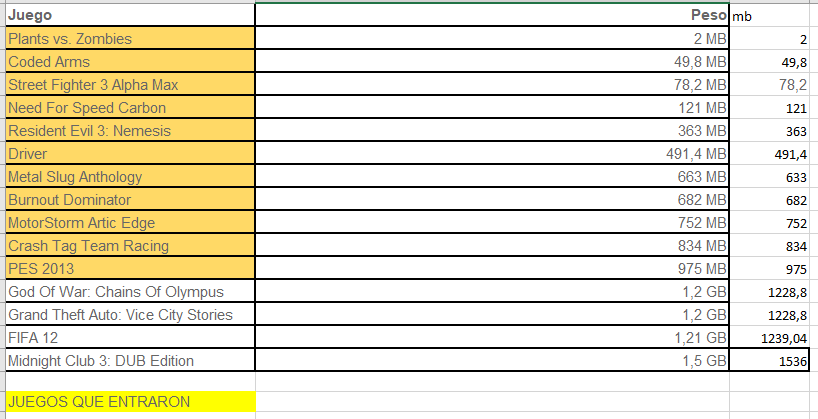 Juego Peso mb
Plants vs. Zombies 2 MB 2
Coded Arms 49,8 MB 49,8
Street Fighter 3 Alpha Max 78,2 MB 78,2
Need For Speed Carbon 121 MB 121
Resident Evil 3: Nemesis 363 MB 363
Driver 491,4 MB 491,4
Metal Slug Anthology 663 MB 633
Burnout Dominator 682 MB 682
MotorStorm Artic Edge 752 MB 752
Crash Tag Team Racing 834 MB 834
PES 2013 975 MB 975
God Of War: Chains Of Olympus 1,2 GB 1228,8
Grand Theft Auto: Vice City Stories 1,2 GB 1228,8
FIFA 12 1,21 GB 1239,04
Midnight Club 3: DUB Edition 1,5 GB 1536
JUEGOS QUE ENTRARON